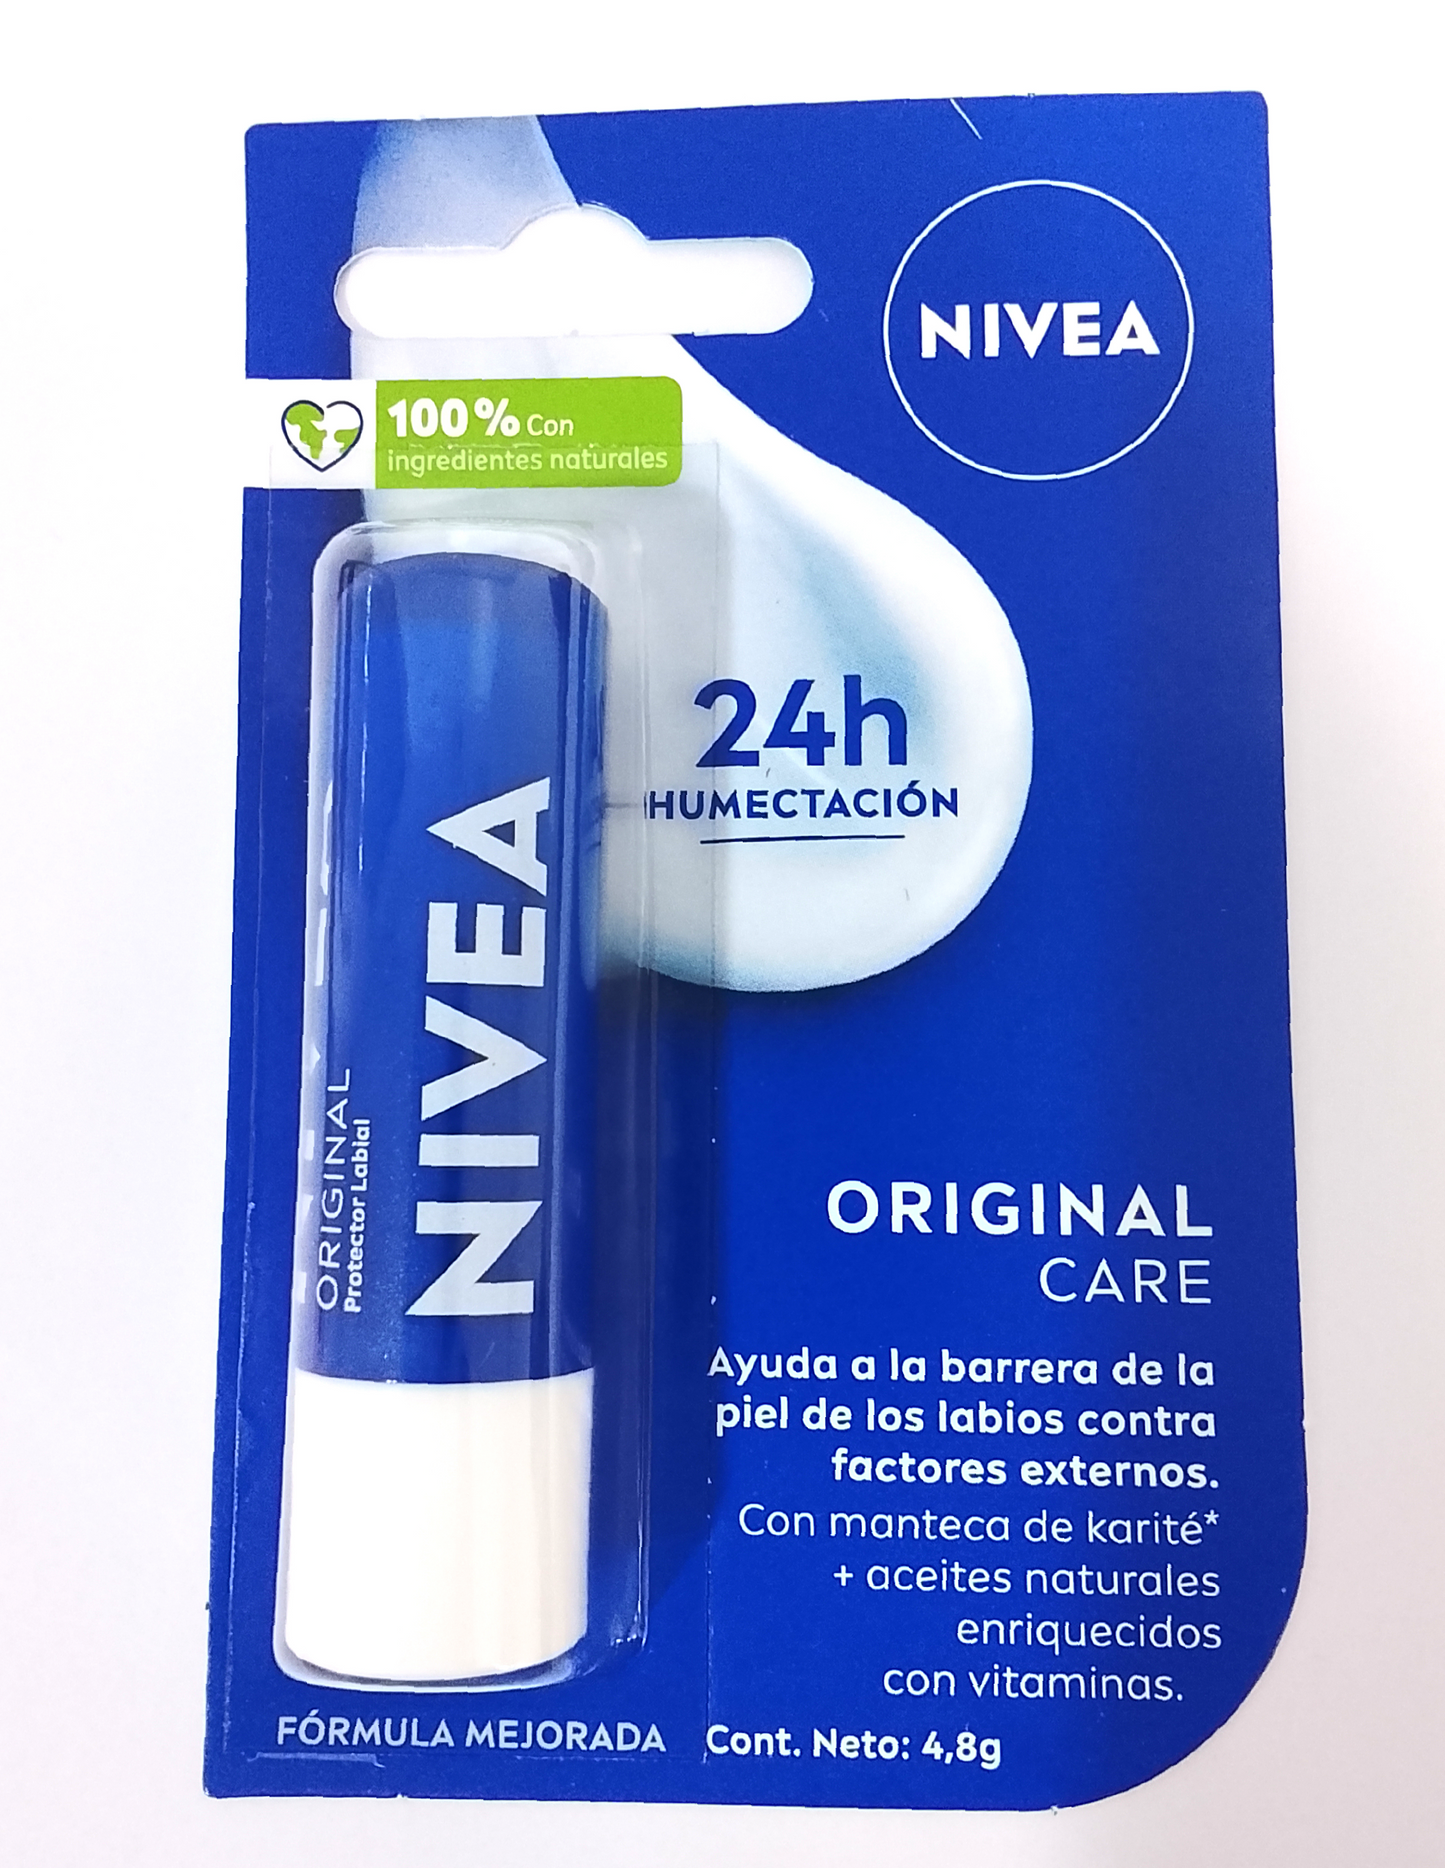 NIVEA
100% Con
ingredientes naturales
24h
HUMECTACIÓN
NIVEA
ORIGINAL
Protector Labial
ORIGINAL
CARE
Ayuda a la barrera de la
piel de los labios contra
factores externos.
Con manteca de karité*
+ aceites naturales
enriquecidos
con vitaminas.
FÓRMULA MEJORADA
Cont. Neto: 4,8g